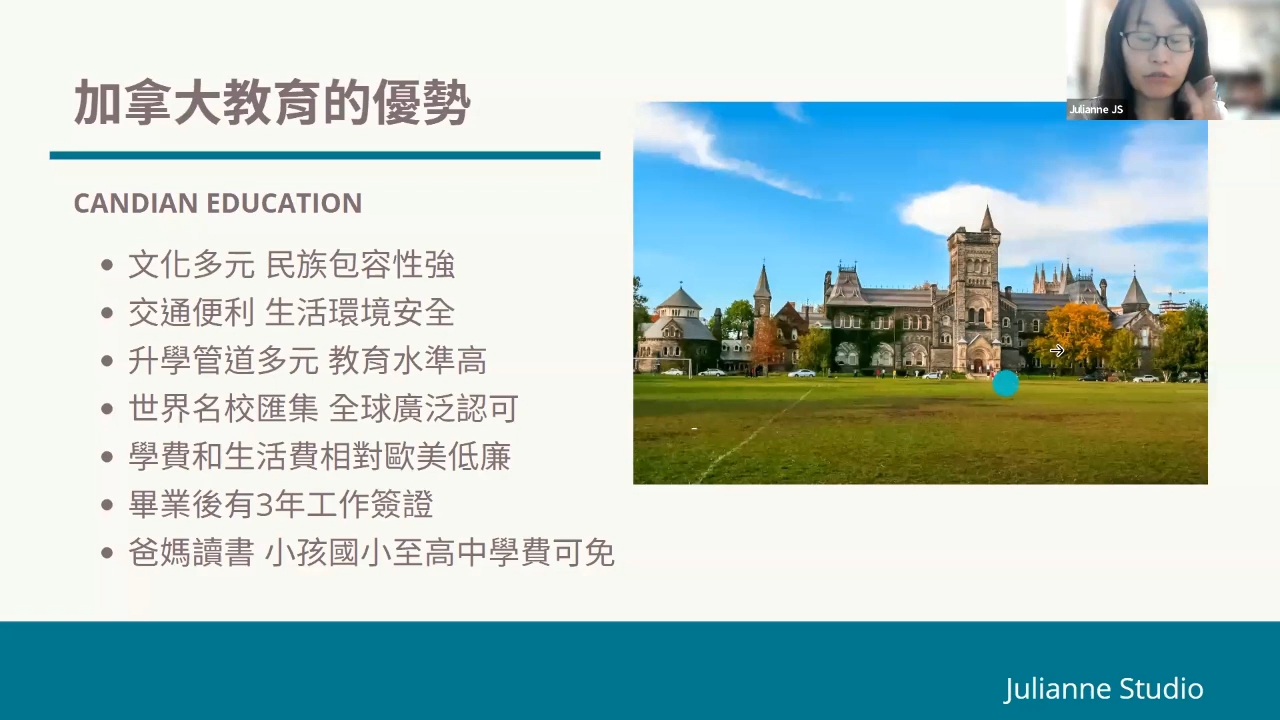 加拿大教育的優勢
CANDIAN EDUCATION
文化多元 民族包容性強
交通便利 生活環境安全
升學管道多元 教育水準高
世界名校匯集 全球廣泛認可
學費和生活費相對歐美低廉
畢業後有3年工作簽證
爸媽讀書 小孩國小至高中學費可免
Julianne JS
Julianne Studio